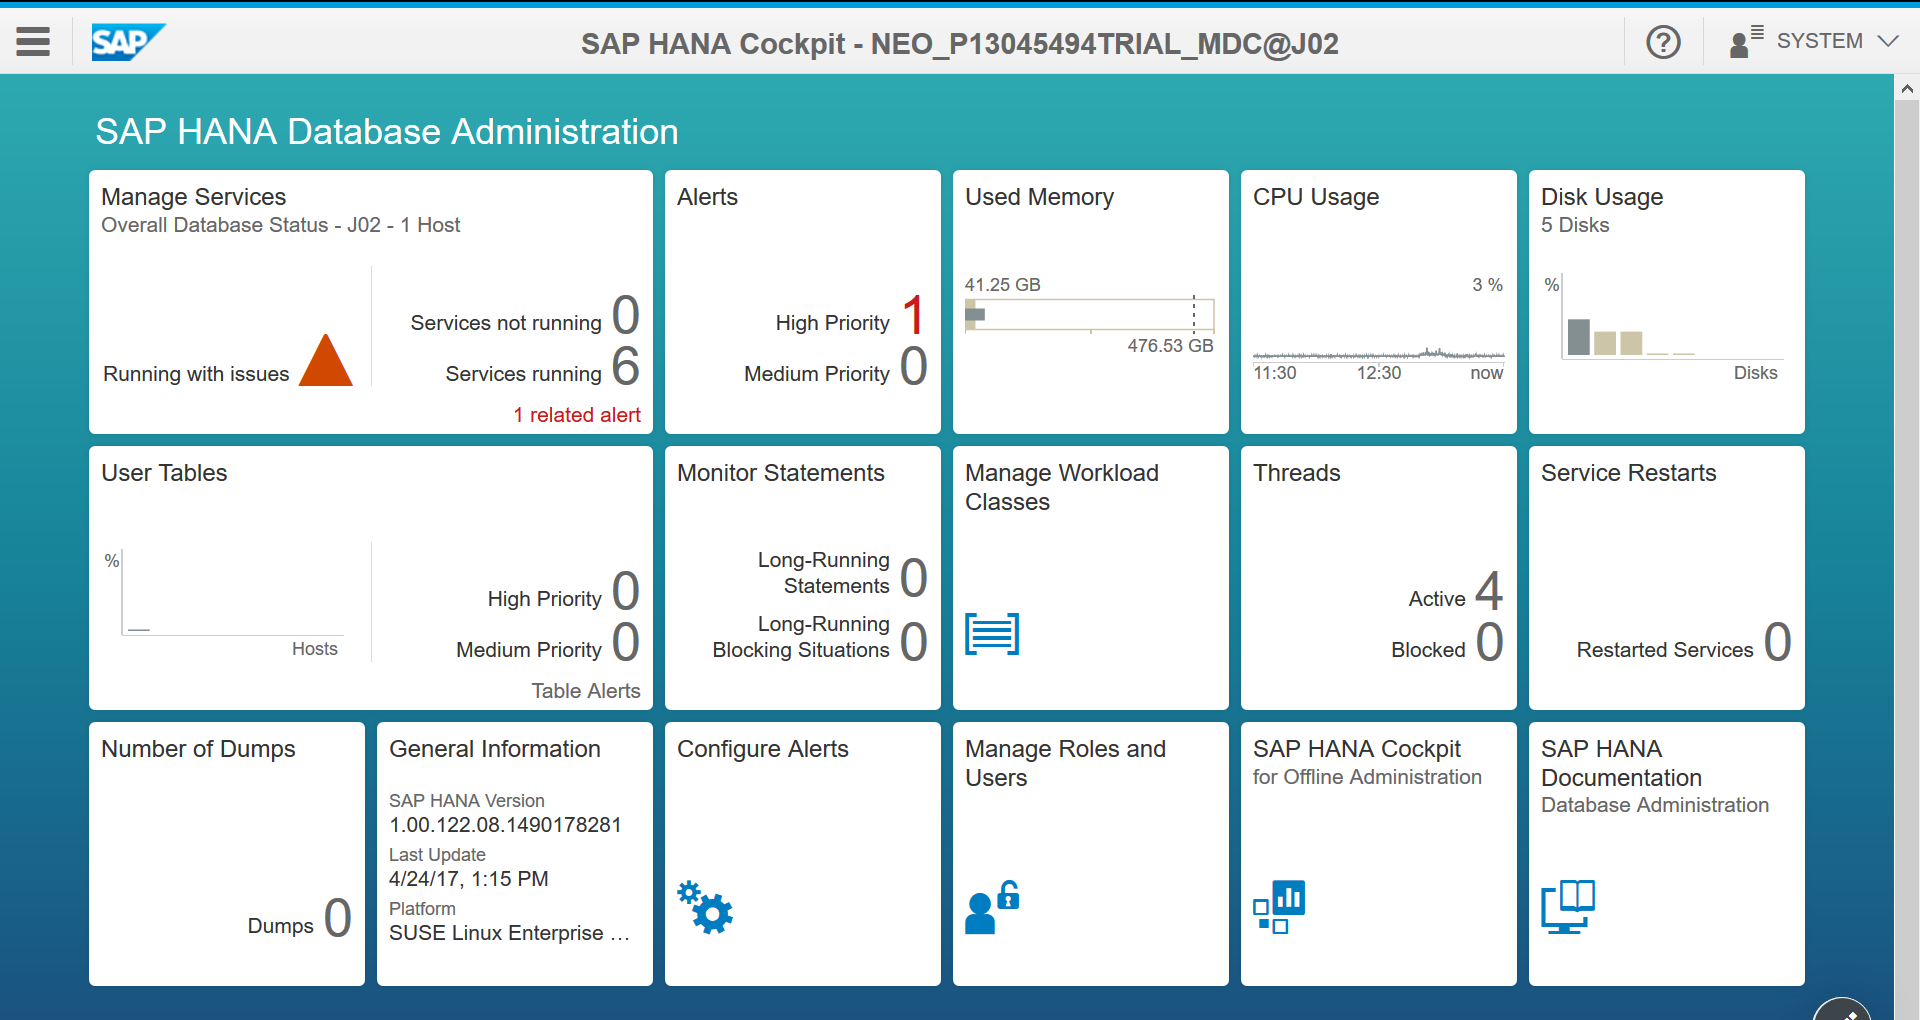 SAP
SAP HANA Cockpit - NEO_P13045494TRIAL_MDC@J02
?
SYSTEM
SAP HANA Database Administration
Manage Services
Overall Database Status - J02 - 1 Host
Running with issues
Services not running 0
Services running 6
1 related alert
Alerts
High Priority 1
Medium Priority 0
Used Memory
41.25 GB
476.53 GB
CPU Usage
3 %
11:30 12:30 now
Disk Usage
5 Disks
%
Disks
User Tables
%
Hosts
High Priority 0
Medium Priority 0
Table Alerts
Monitor Statements
Long-Running
Statements 0
Long-Running
Blocking Situations 0
Manage Workload
Classes
Threads
Active 4
Blocked 0
Service Restarts
Restarted Services 0
Number of Dumps
Dumps 0
General Information
SAP HANA Version
1.00.122.08.1490178281
Last Update
4/24/17, 1:15 PM
Platform
SUSE Linux Enterprise ...
Configure Alerts
Manage Roles and
Users
SAP HANA Cockpit
for Offline Administration
SAP HANA
Documentation
Database Administration